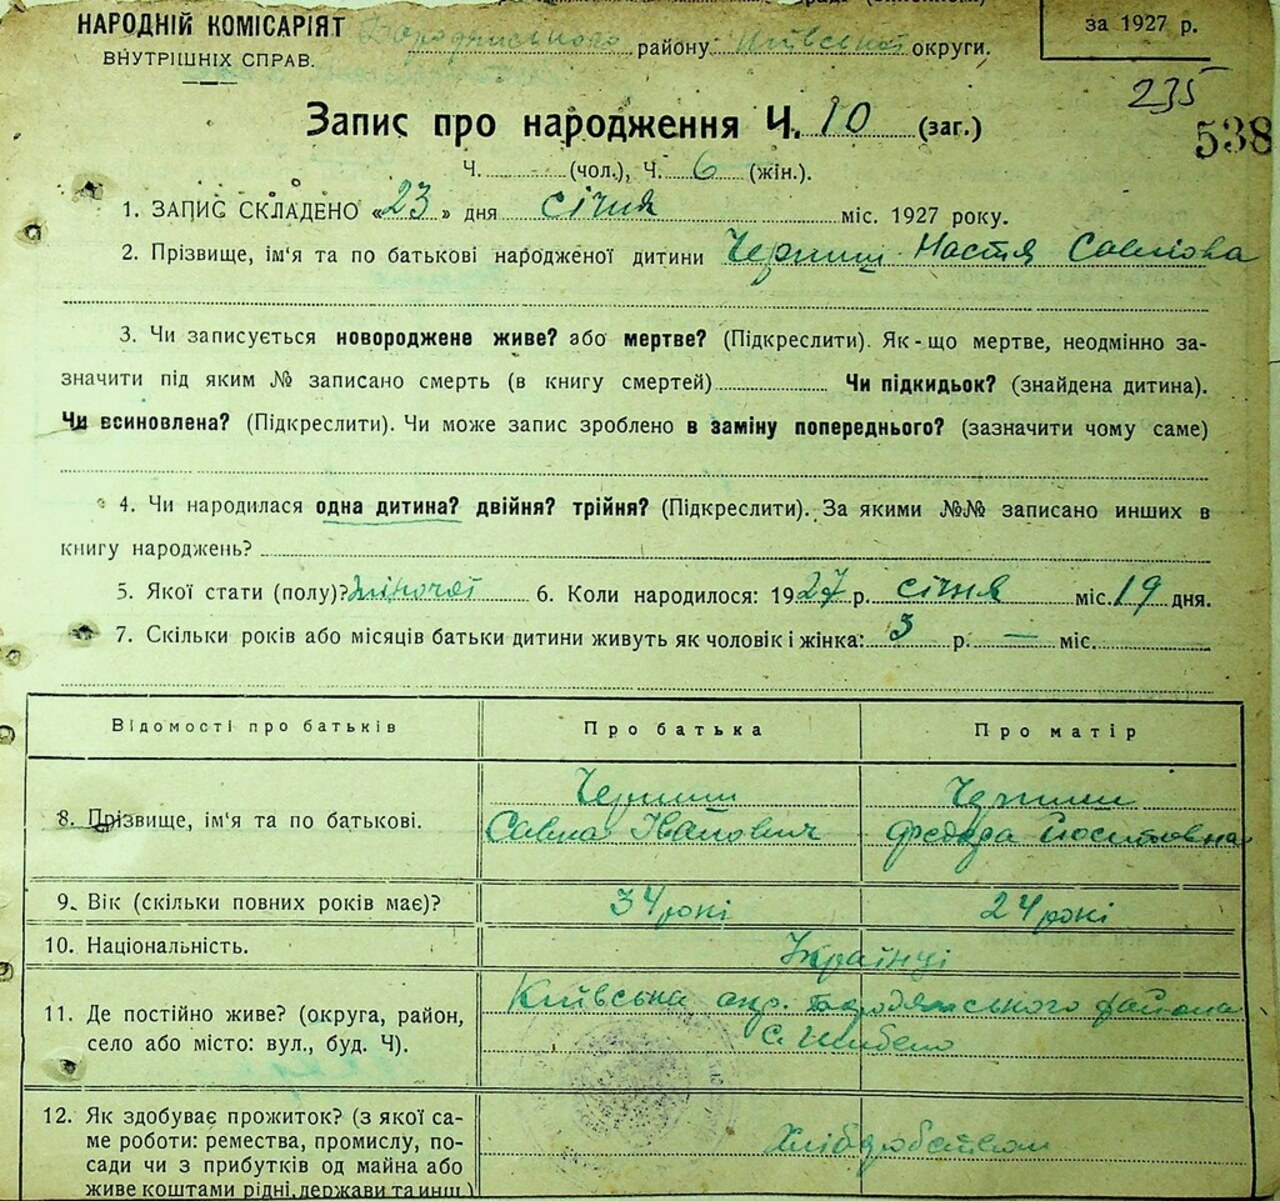 НАРОДНІЙ КОМІСАРІЯТ
ВНУТРІШНІХ СПРАВ.
району Київської округи.
за 1927 р.
235
538
Запис про народження Ч. 10 (заг.)
Ч. (чол.), Ч. 6 (жін.).
1. ЗАПИС СКЛАДЕНО «23» дня січня міс. 1927 року.
2. Прізвище, ім'я та по батькові народженої дитини Черниш Настя Савлова
3. Чи записується новороджене живе? або мертве? (Підкреслити). Як-що мертве, неодмінно за-
значити під яким № записано смерть (в книгу смертей) Чи підкидьок? (знайдена дитина).
Чи всиновлена? (Підкреслити). Чи може запис зроблено в заміну попереднього? (зазначити чому саме)
4. Чи народилася одна дитина? двійня? трійня? (Підкреслити). За якими №№ записано инших в
книгу народжень?
5. Якої стати (полу)? жіночої 6. Коли народилося: 1927 р. січня міс. 19 дня.
7. Скільки років або місяців батьки дитини живуть як чоловік і жінка: 3 р. — міс.
Відомості про батьків Про батька Про матір
8. Прізвище, ім'я та по батькові.
Черниш
Савла Іванович
Черниш
Федода Йосиповна
9. Вік (скільки повних років має)? 34 рокі 24 рокі
10. Національність. Українці
11. Де постійно живе? (округа, район,
село або місто: вул., буд. Ч).
Київська окр. Бородянського района
с. Шибено
12. Як здобуває прожиток? (з якої са-
ме роботи: ремества, промислу, по-
сади чи з прибутків од майна або
живе коштами рідні, держави та инш.)
Хліборобством